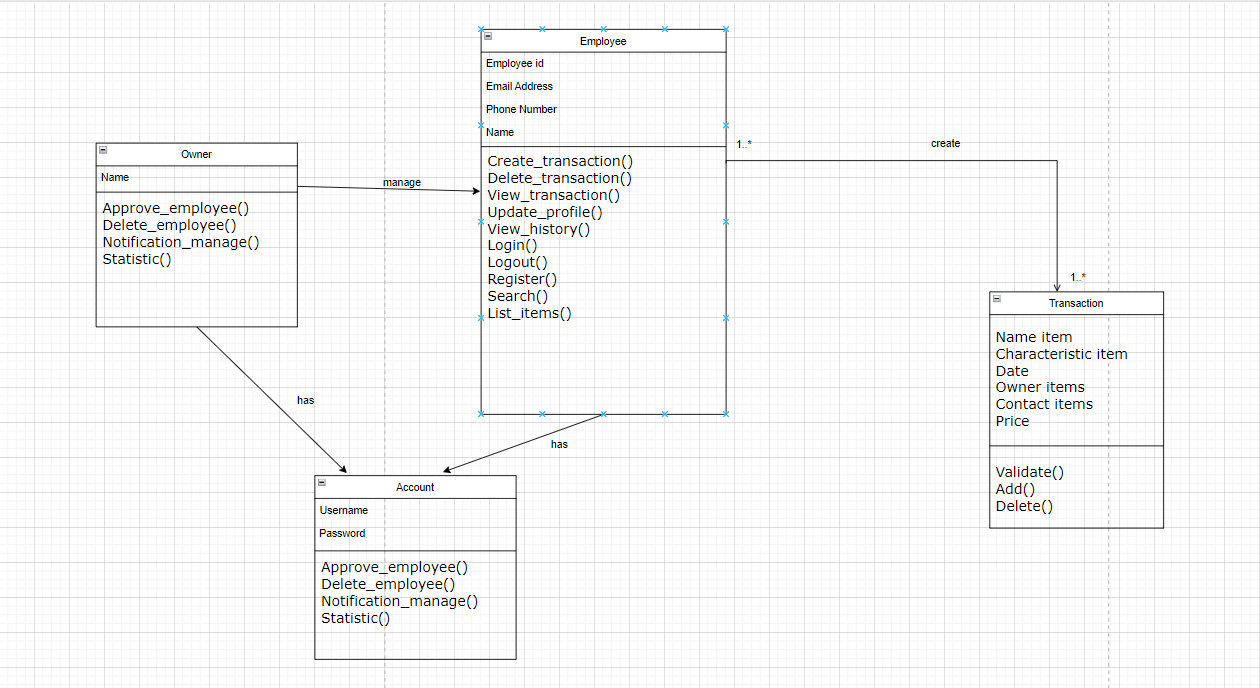 Employee
Employee id
Email Address
Phone Number
Name
Create_transaction()
Delete_transaction()
View_transaction()
Update_profile()
View_history()
Login()
Logout()
Register()
Search()
List_items()
Owner
Name
Approve_employee()
Delete_employee()
Notification_manage()
Statistic()
manage
1..*
create
1..*
Transaction
Name item
Characteristic item
Date
Owner items
Contact items
Price
Validate()
Add()
Delete()
has
has
Account
Username
Password
Approve_employee()
Delete_employee()
Notification_manage()
Statistic()